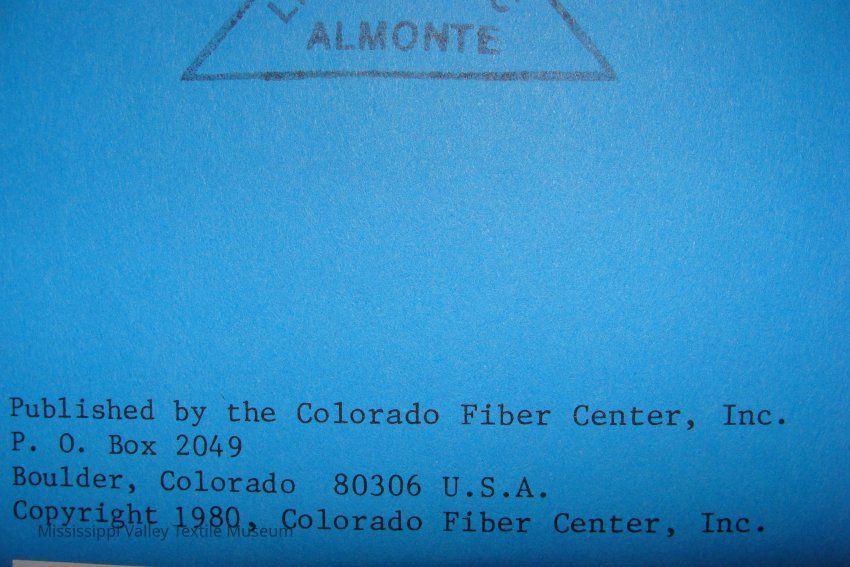 ALMONTE
Published by the Colorado Fiber Center, Inc.
P. O. Box 2049
Boulder, Colorado  80306 U.S.A.
Copyright 1980, Colorado Fiber Center, Inc.
Mississippi Valley Textile Museum